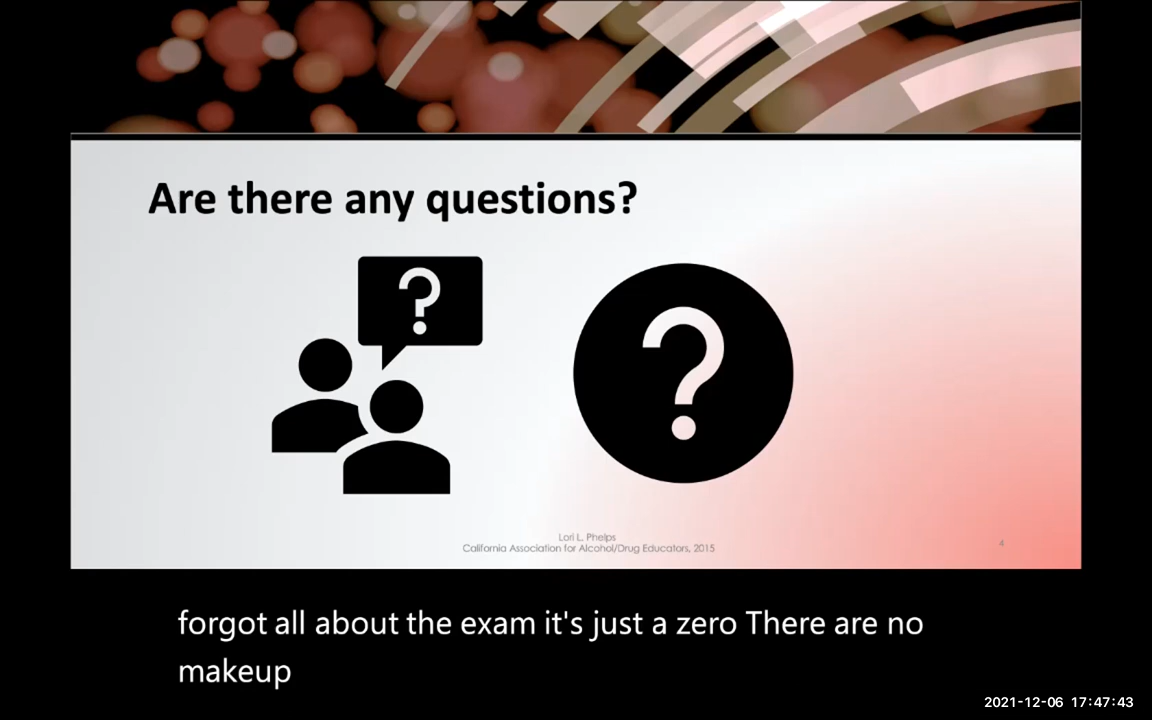 Are there any questions?
?
?
Lori L. Phelps
California Association for Alcohol/Drug Educators, 2015
4
forgot all about the exam it's just a zero There are no
makeup
2021-12-06 17:47:43